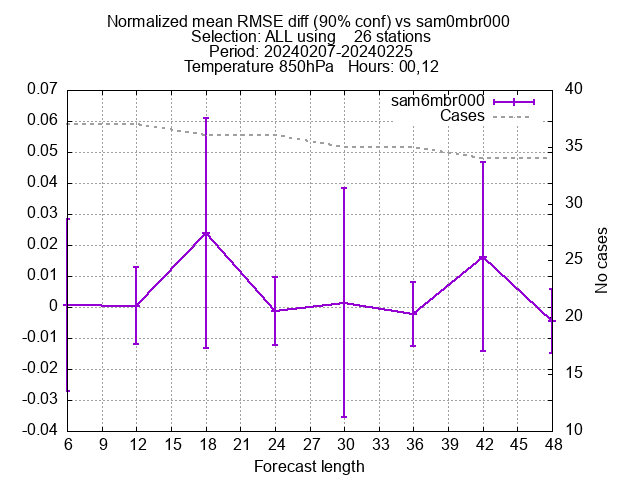 Normalized mean RMSE diff (90% conf) vs sam0mbr000
Selection: ALL using    26 stations
Period: 20240207-20240225
Temperature 850hPa   Hours: 00,12
sam6mbr000
Cases
0.07
0.06
0.05
0.04
0.03
0.02
0.01
0
-0.01
-0.02
-0.03
-0.04
40
35
30
25
20
15
10
No cases
6 9 12 15 18 21 24 27 30 33 36 39 42 45 48
Forecast length